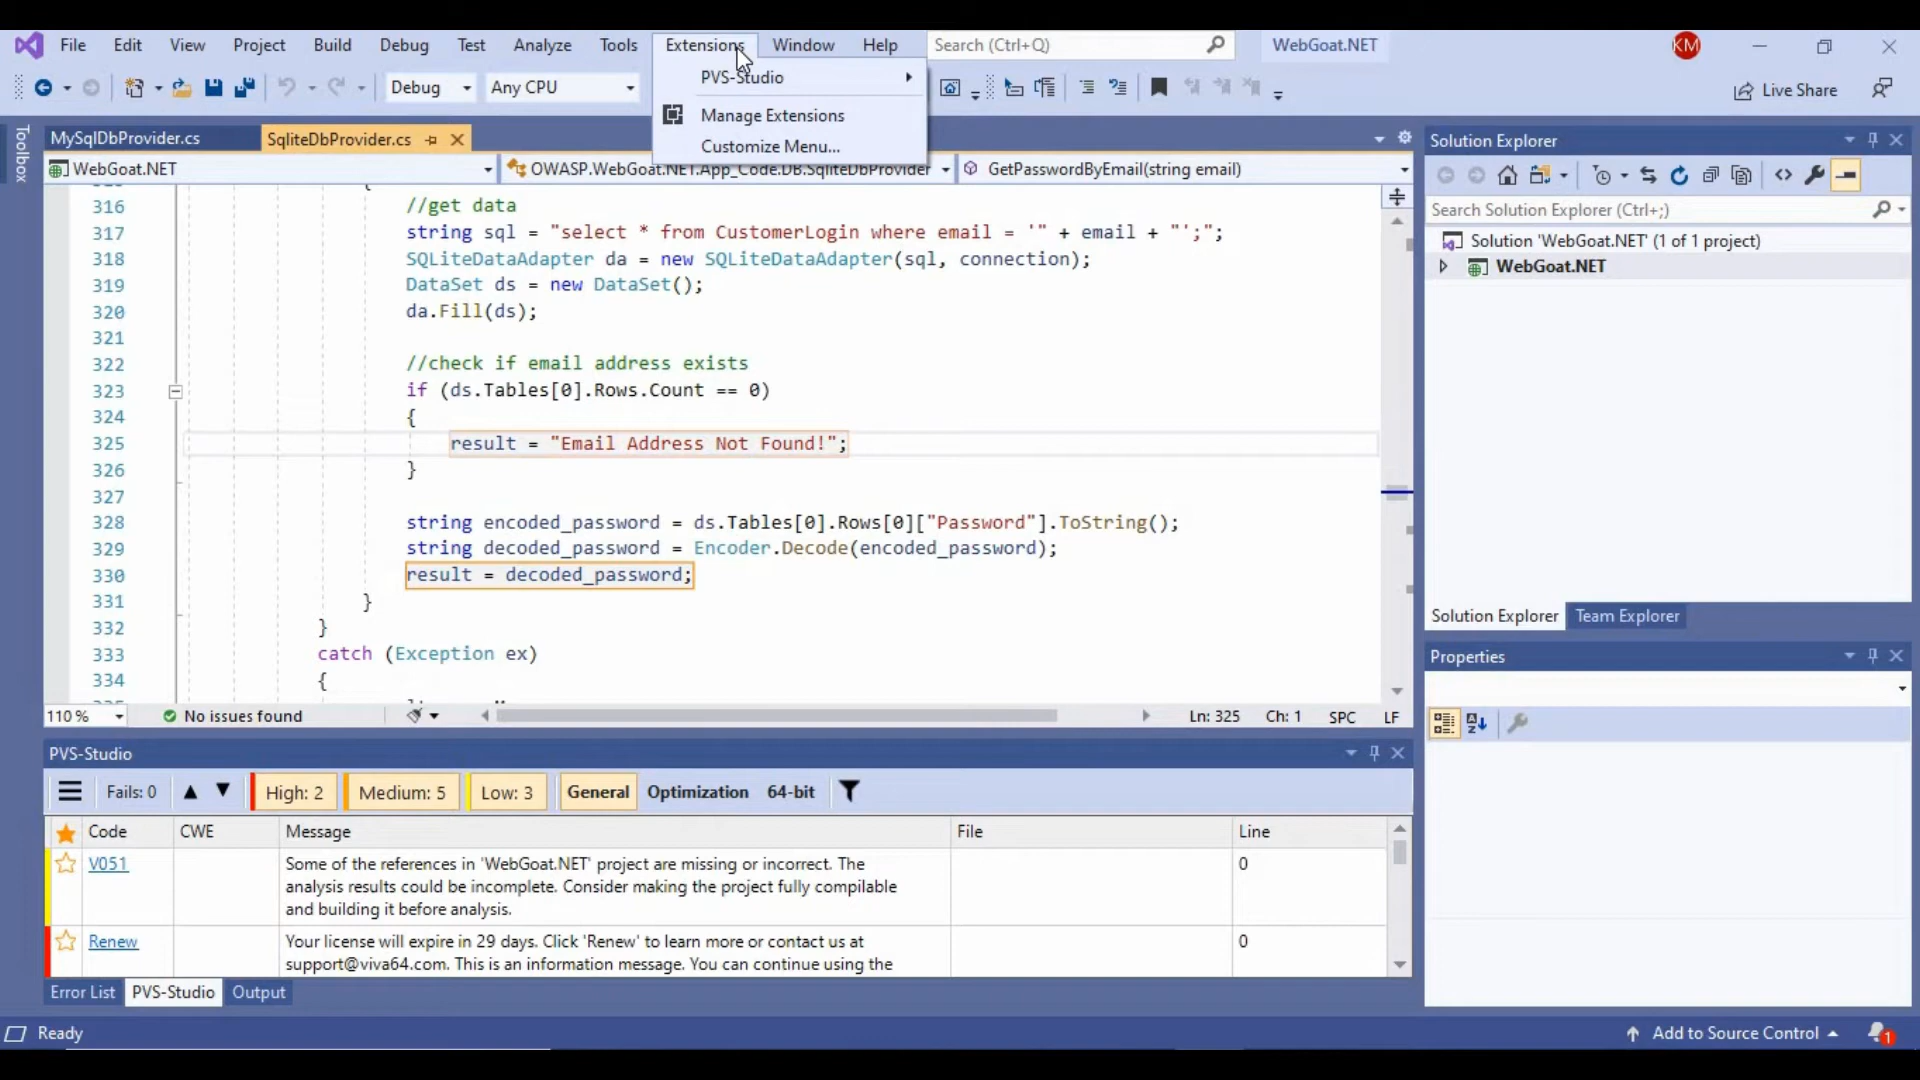 File Edit View Project Build Debug Test Analyze Tools Extensions Window Help Search (Ctrl+Q) WebGoat.NET KM
Debug Any CPU Live Share
PVS-Studio
Manage Extensions
Customize Menu...
Toolbox
MySqlDbProvider.cs SqliteDbProvider.cs
WebGoat.NET OWASP.WebGoat.NET.App_Code.DB.SqliteDbProvider GetPasswordByEmail(string email)
316 //get data
317 string sql = "select * from CustomerLogin where email = '" + email + "';";
318 SQLiteDataAdapter da = new SQLiteDataAdapter(sql, connection);
319 DataSet ds = new DataSet();
320 da.Fill(ds);
321
322 //check if email address exists
323 if (ds.Tables[0].Rows.Count == 0)
324 {
325 result = "Email Address Not Found!";
326 }
327
328 string encoded_password = ds.Tables[0].Rows[0]["Password"].ToString();
329 string decoded_password = Encoder.Decode(encoded_password);
330 result = decoded_password;
331 }
332 }
333 catch (Exception ex)
334 {
110 % No issues found Ln: 325 Ch: 1 SPC LF
Solution Explorer
Search Solution Explorer (Ctrl+;)
Solution 'WebGoat.NET' (1 of 1 project)
WebGoat.NET
Solution Explorer Team Explorer
Properties
PVS-Studio
Fails: 0 High: 2 Medium: 5 Low: 3 General Optimization 64-bit
Code CWE Message File Line
V051 Some of the references in 'WebGoat.NET' project are missing or incorrect. The 0
analysis results could be incomplete. Consider making the project fully compilable
and building it before analysis.
Renew Your license will expire in 29 days. Click 'Renew' to learn more or contact us at 0
support@viva64.com. This is an information message. You can continue using the
Error List PVS-Studio Output
Ready Add to Source Control 1